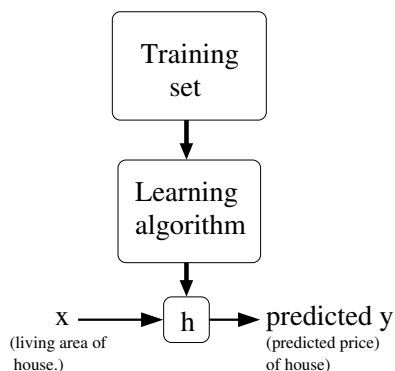 Training
set
Learning
algorithm
x
h
predicted y
(living area of
house.)
(predicted price)
of house)